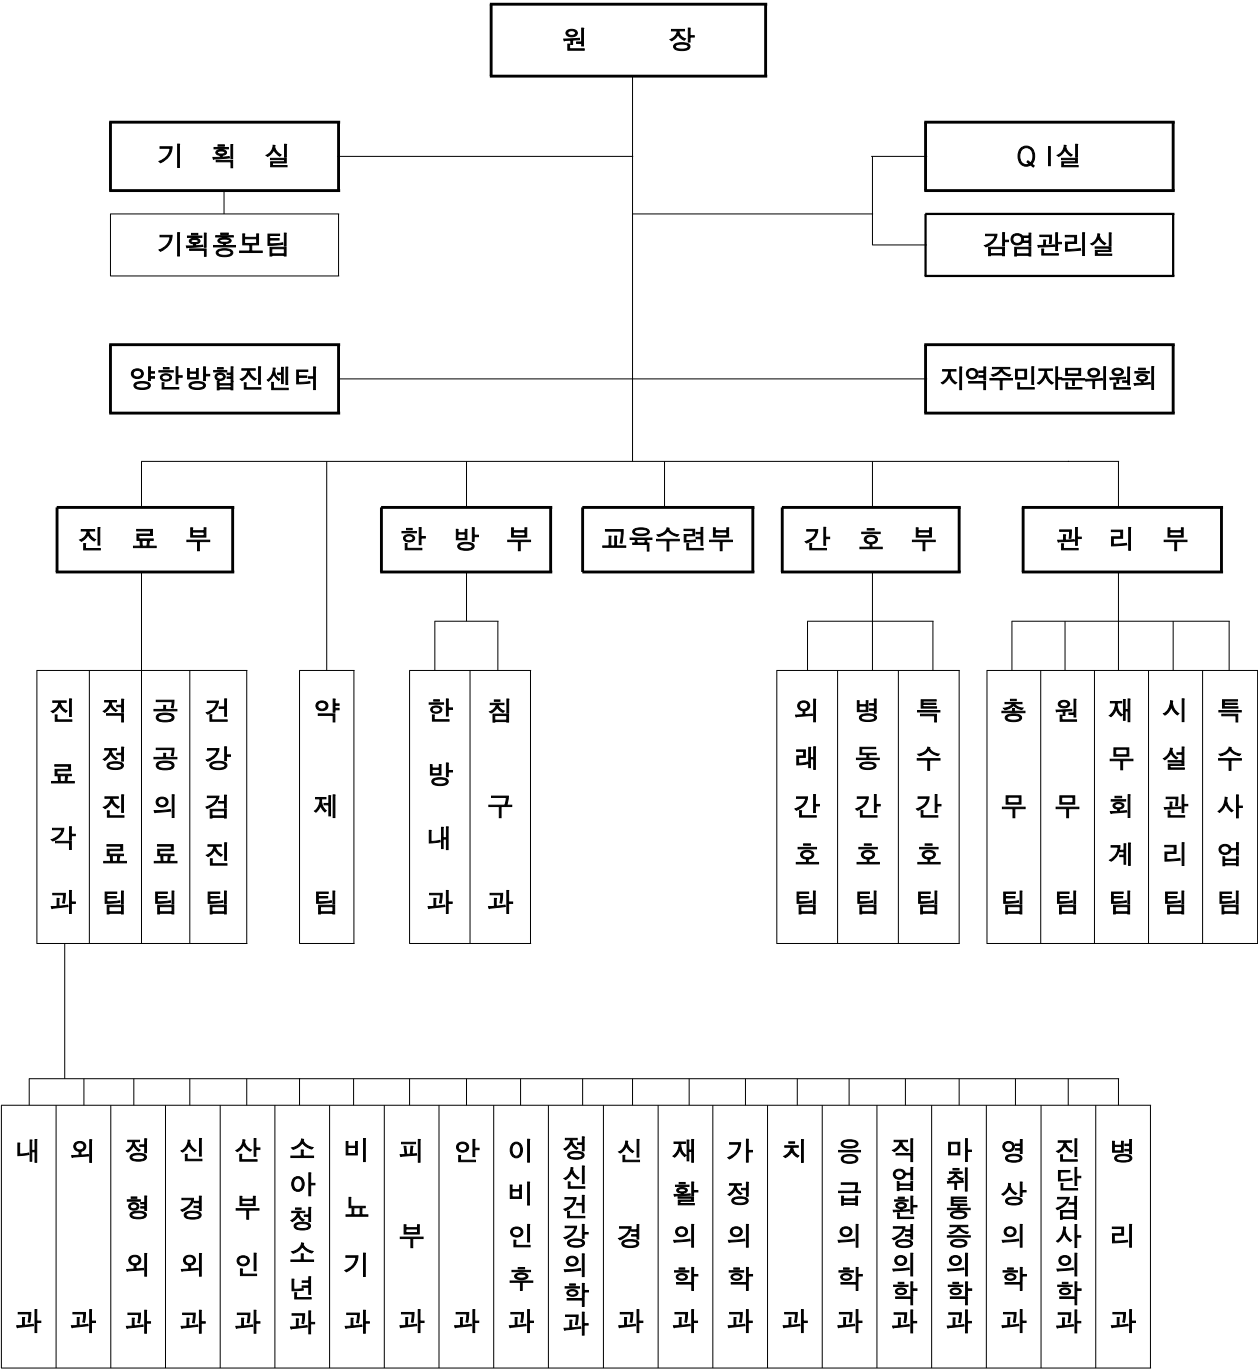 원 장
기 획 실
QI실
기획홍보팀
감염관리실
양한방협진센터
지역주민자문위원회
진 료 부
한 방 부
교육수련부
간 호 부
관 리 부
진료각과
적정진료팀
공공의료팀
건강검진팀
약제팀
한방내과
침구과
외래간호팀
병동간호팀
특수간호팀
총무팀
원무팀
재무회계팀
시설관리팀
특수사업팀
내과
외과
정형외과
신경외과
산부인과
소아청소년과
비뇨기과
피부과
안과
이비인후과
정신건강의학과
신경과
재활의학과
가정의학과
치과
응급의학과
직업환경의학과
마취통증의학과
영상의학과
진단검사의학과
병리과